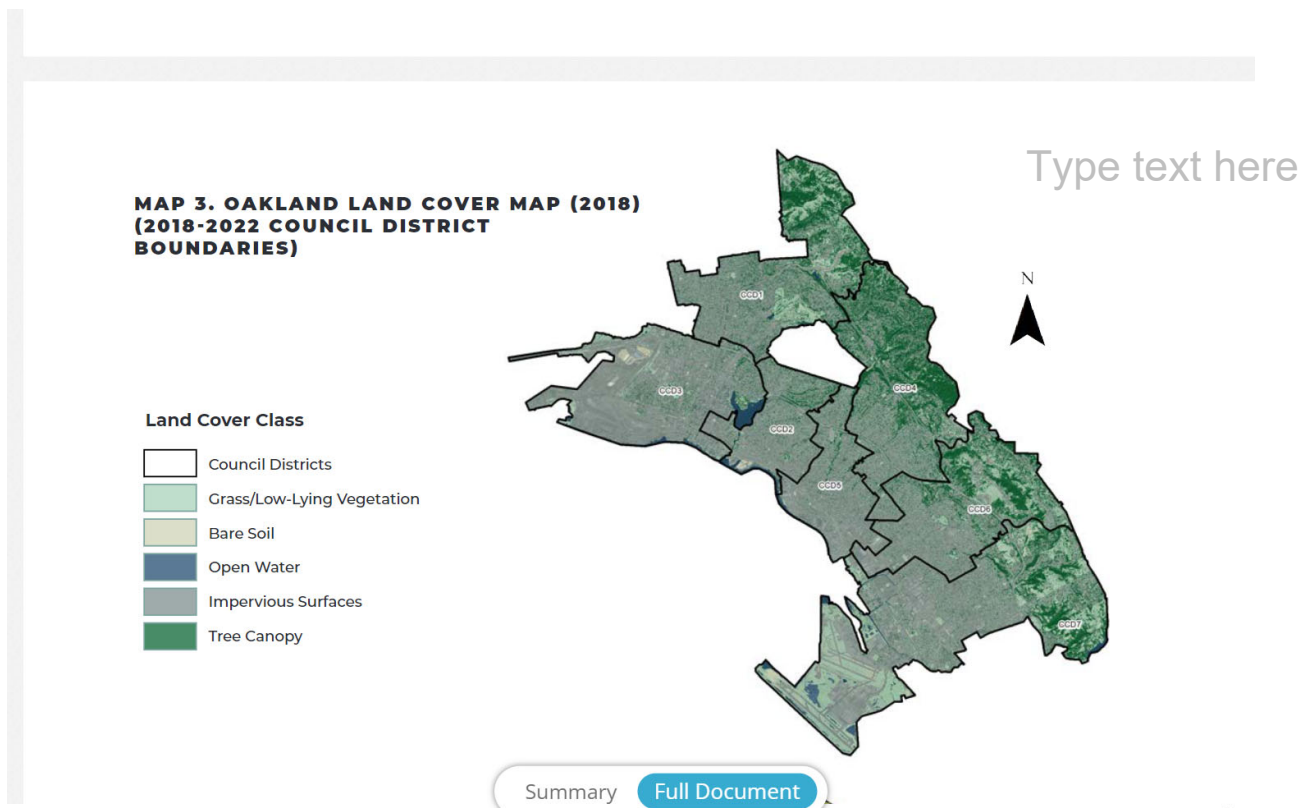 Type text here
MAP 3. OAKLAND LAND COVER MAP (2018)
(2018-2022 COUNCIL DISTRICT
BOUNDARIES)
N
CCD1
CCD3
CCD4
CCD2
CCD5
CCD6
CCD7
Land Cover Class
Council Districts
Grass/Low-Lying Vegetation
Bare Soil
Open Water
Impervious Surfaces
Tree Canopy
Summary
Full Document